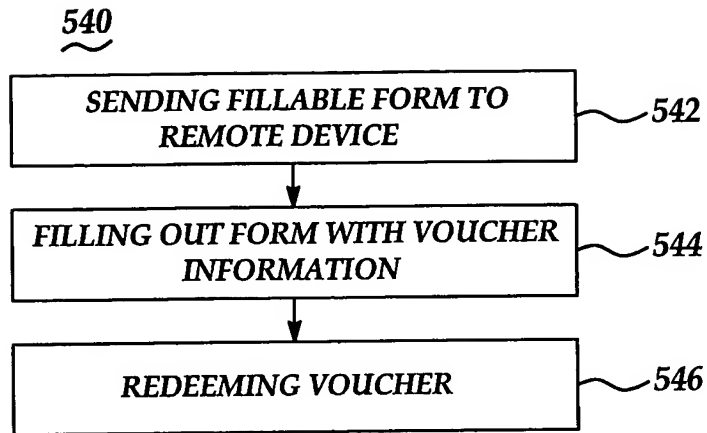 540
SENDING FILLABLE FORM TO
REMOTE DEVICE
542
FILLING OUT FORM WITH VOUCHER
INFORMATION
544
REDEEMING VOUCHER
546